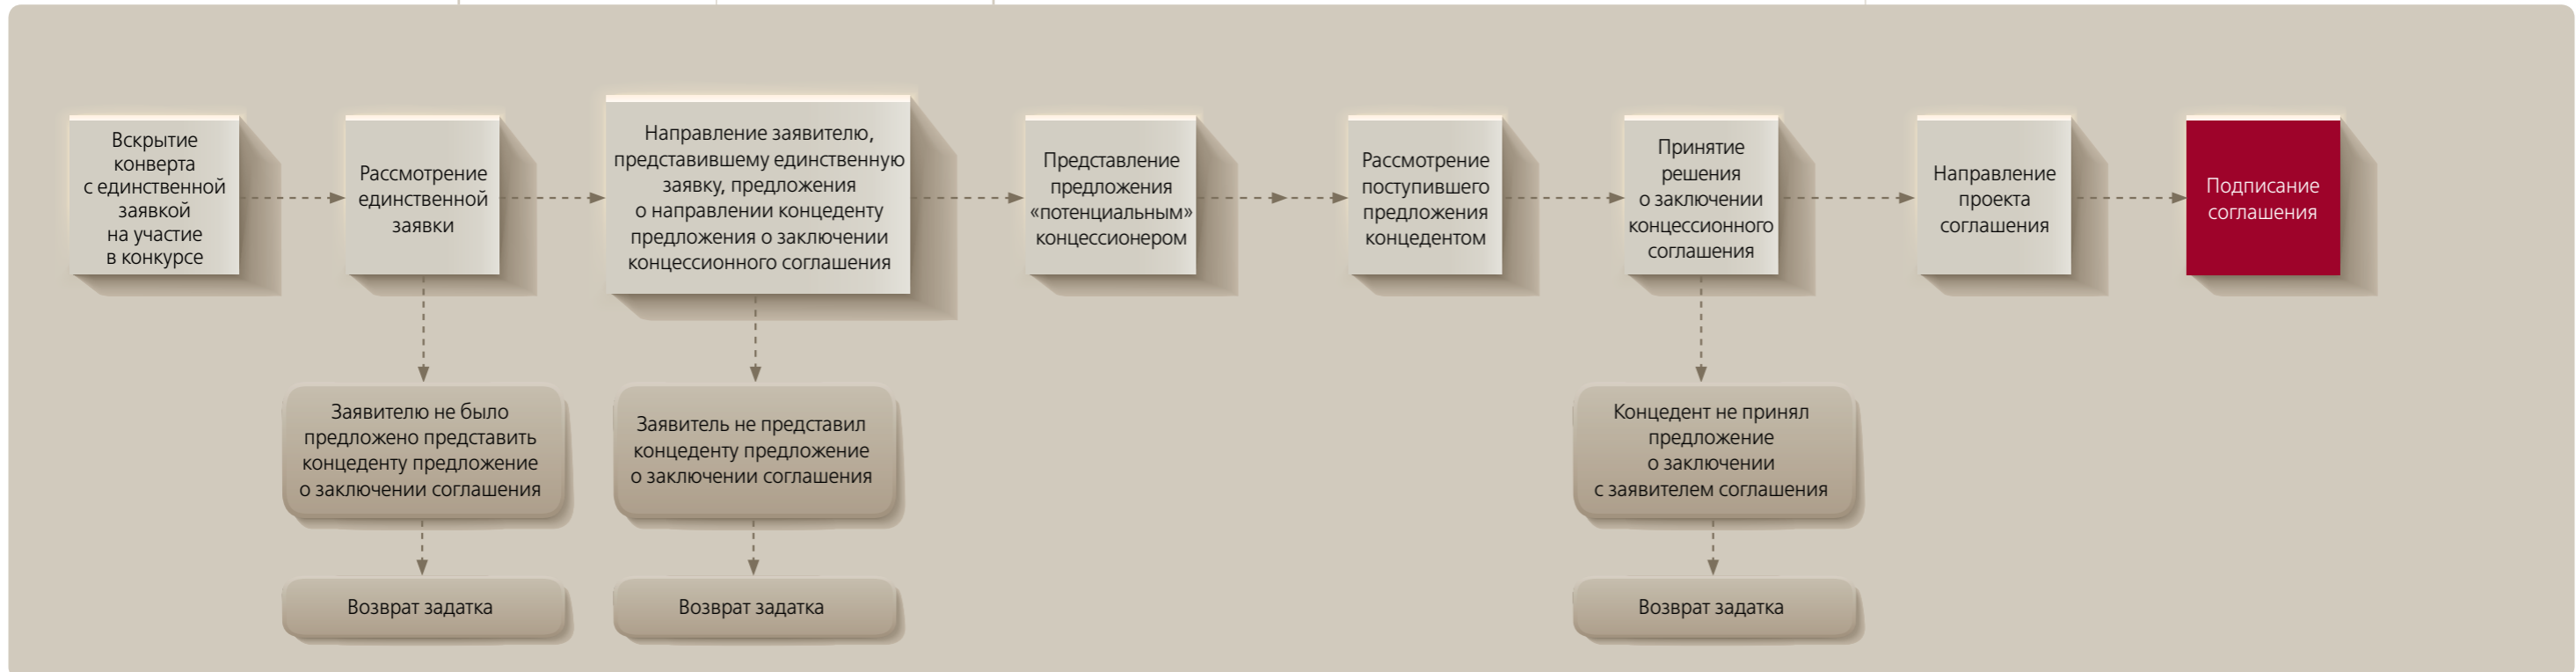 Вскрытие
конверта
с единственной
заявкой
на участие
в конкурсе
Рассмотрение
единственной
заявки
Направление заявителю,
представившему единственную
заявку, предложения
о направлении концеденту
предложения о заключении
концессионного соглашения
Представление
предложения
«потенциальным»
концессионером
Рассмотрение
поступившего
предложения
концедентом
Принятие
решения
о заключении
концессионного
соглашения
Направление
проекта
соглашения
Подписание
соглашения
Заявителю не было
предложено представить
концеденту предложение
о заключении соглашения
Заявитель не представил
концеденту предложение
о заключении соглашения
Концедент не принял
предложение
о заключении
с заявителем соглашения
Возврат задатка
Возврат задатка
Возврат задатка